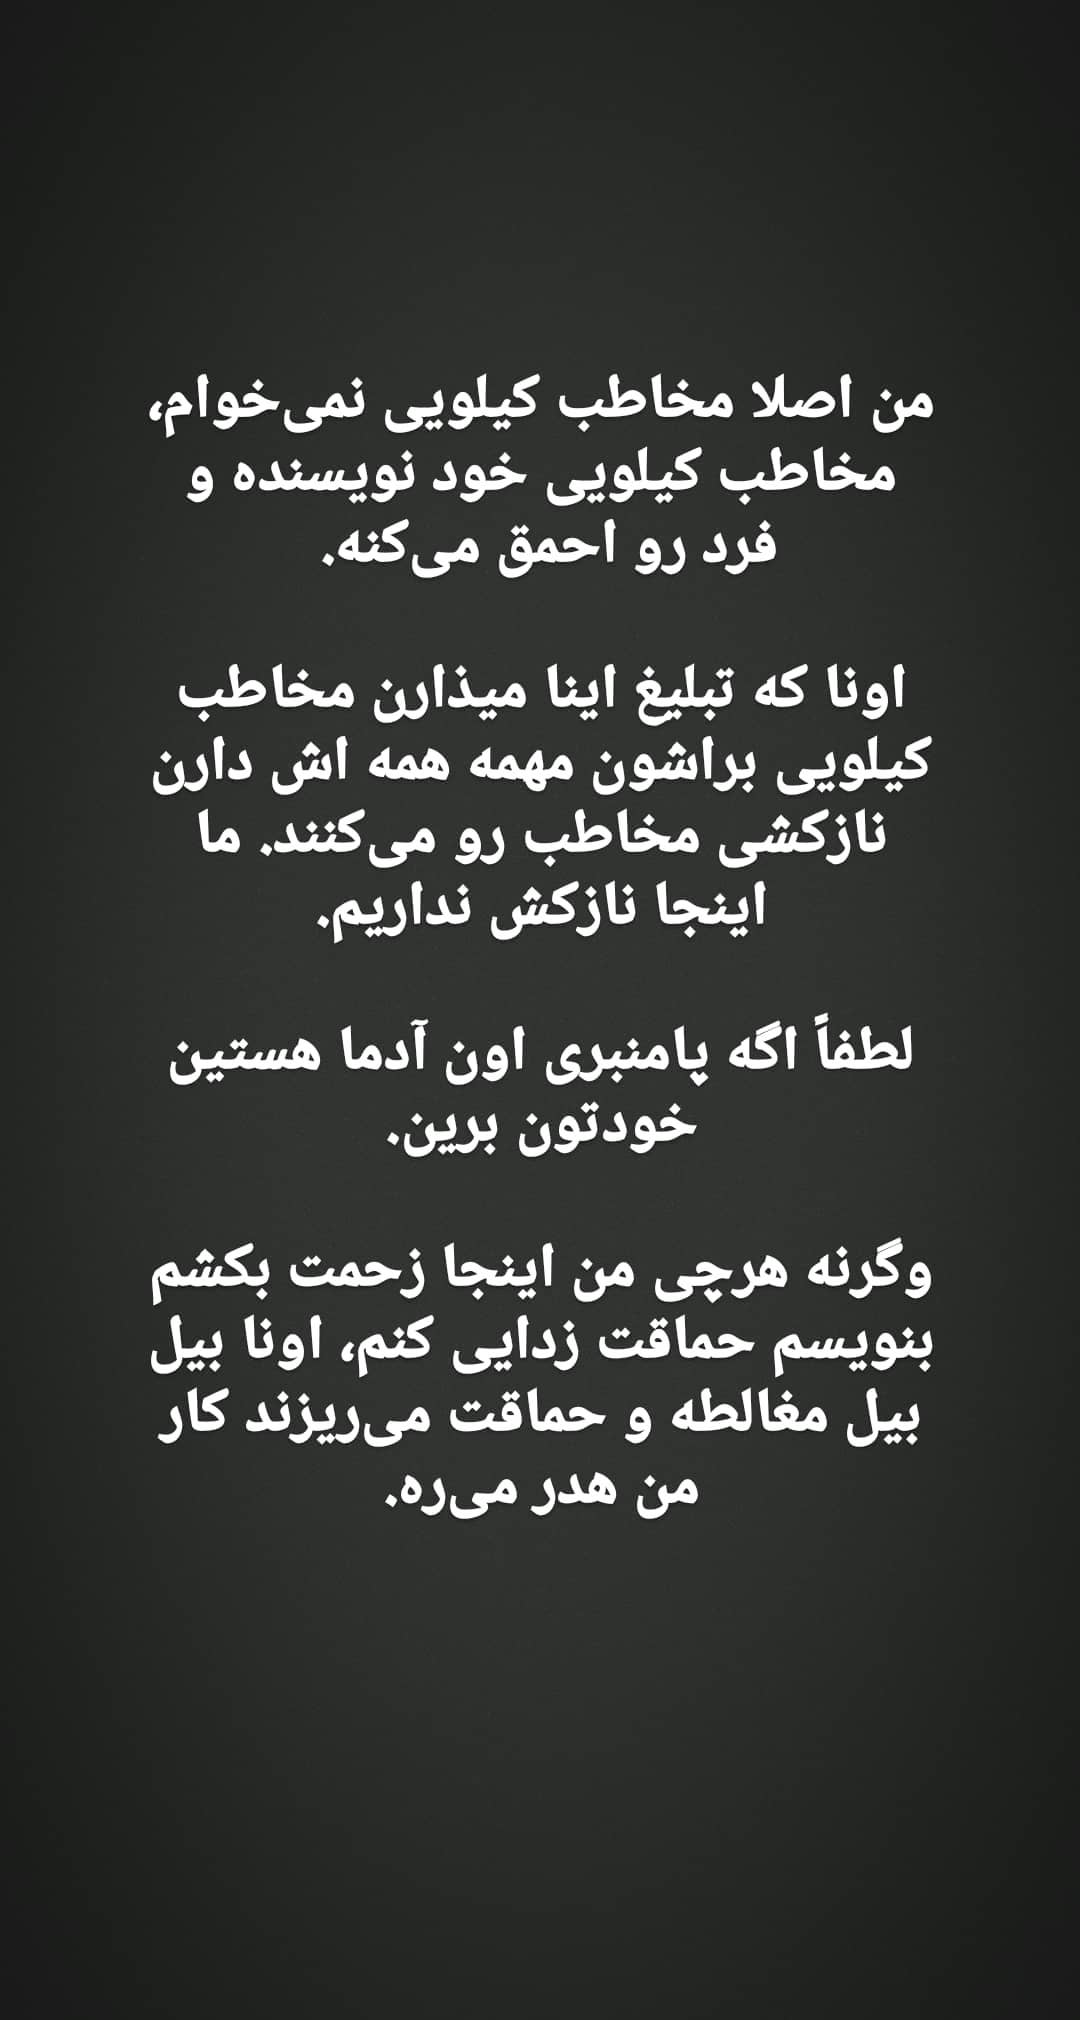 من اصلا مخاطب کیلویی نمی‌خوام،
مخاطب کیلویی خود نویسنده و
فرد رو احمق می‌کنه.
اونا که تبلیغ اینا میذارن مخاطب
کیلویی براشون مهمه همه اش دارن
نازکشی مخاطب رو می‌کنند. ما
اینجا نازکش نداریم.
لطفاً اگه پامنبری اون آدما هستین
خودتون برین.
وگرنه هرچی من اینجا زحمت بکشم
بنویسم حماقت زدایی کنم، اونا بیل
بیل مغالطه و حماقت می‌ریزند کار
من هدر می‌ره.